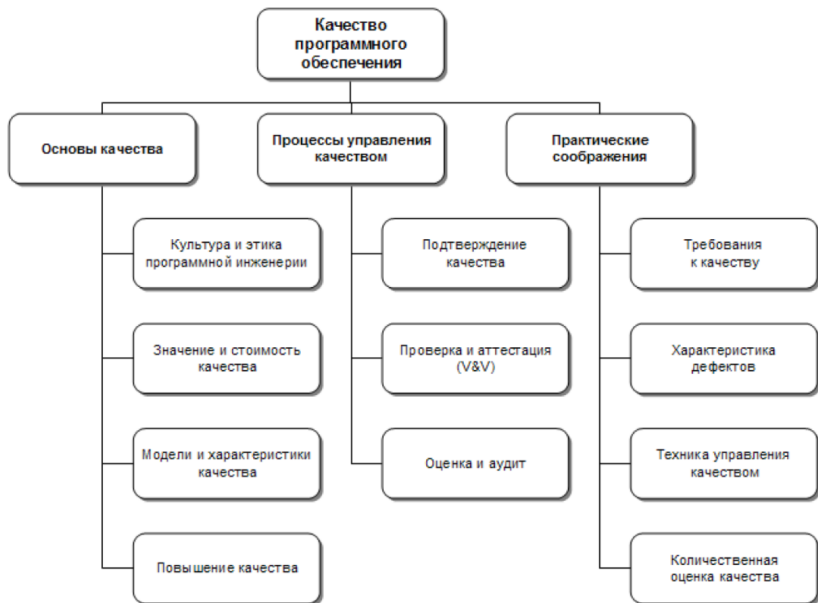 Качество
программного
обеспечения
Основы качества
Процессы управления
качеством
Практические
соображения
Культура и этика
программной инженерии
Подтверждение
качества
Требования
к качеству
Значение и стоимость
качества
Проверка и аттестация
(V&V)
Характеристика
дефектов
Модели и характеристики
качества
Оценка и аудит
Техника управления
качеством
Повышение качества
Количественная
оценка качества